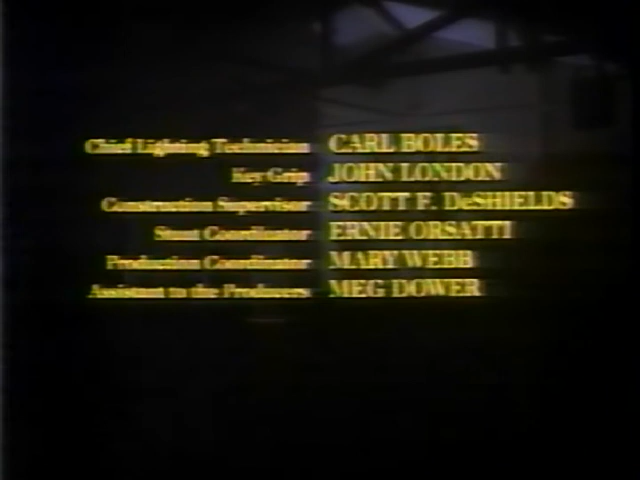 Chief Lighting Technician CARL BOLES
Key Grip JOHN LONDON
Construction Supervisor SCOTT F. DeSHIELDS
Stunt Coordinator ERNIE ORSATTI
Production Coordinator MARY WEBB
Assistant to the Producers MEG DOWER